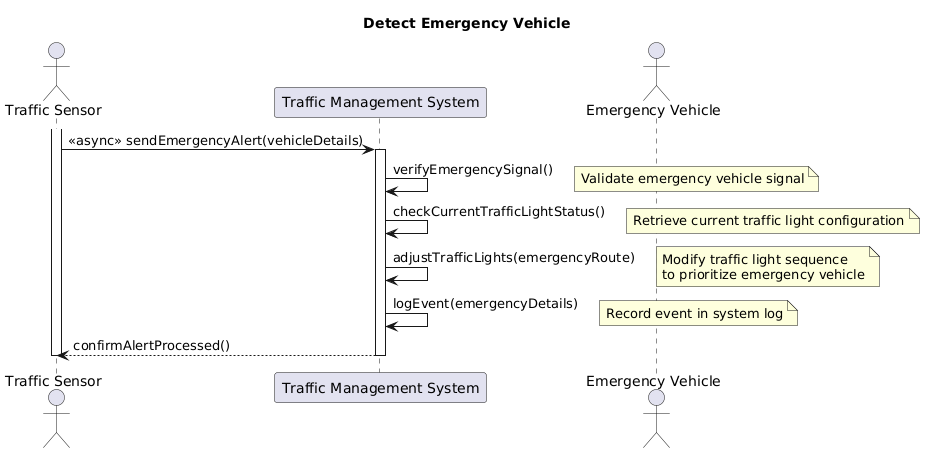 Detect Emergency Vehicle
Traffic Sensor
Traffic Management System
Emergency Vehicle
«async» sendEmergencyAlert(vehicleDetails)
verifyEmergencySignal()
Validate emergency vehicle signal
checkCurrentTrafficLightStatus()
Retrieve current traffic light configuration
adjustTrafficLights(emergencyRoute)
Modify traffic light sequence
to prioritize emergency vehicle
logEvent(emergencyDetails)
Record event in system log
confirmAlertProcessed()
Traffic Sensor
Traffic Management System
Emergency Vehicle